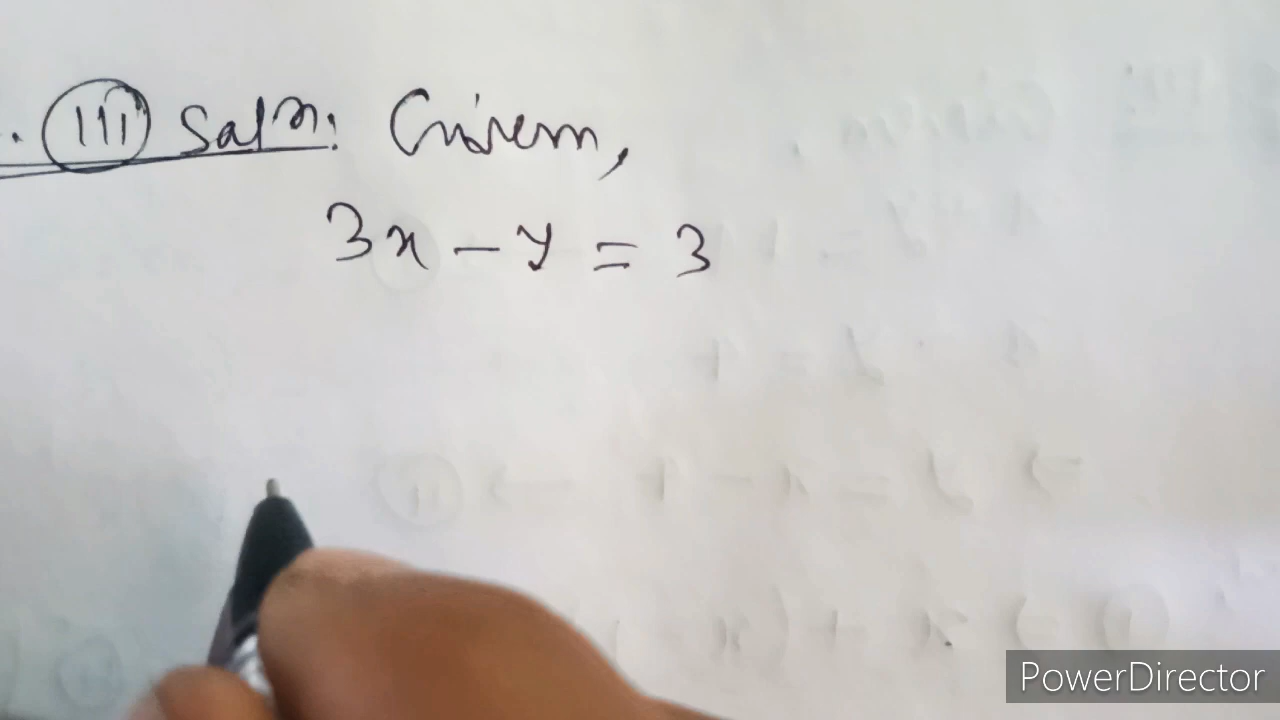 (iii) Soln: Given,
3x - y = 3
PowerDirector